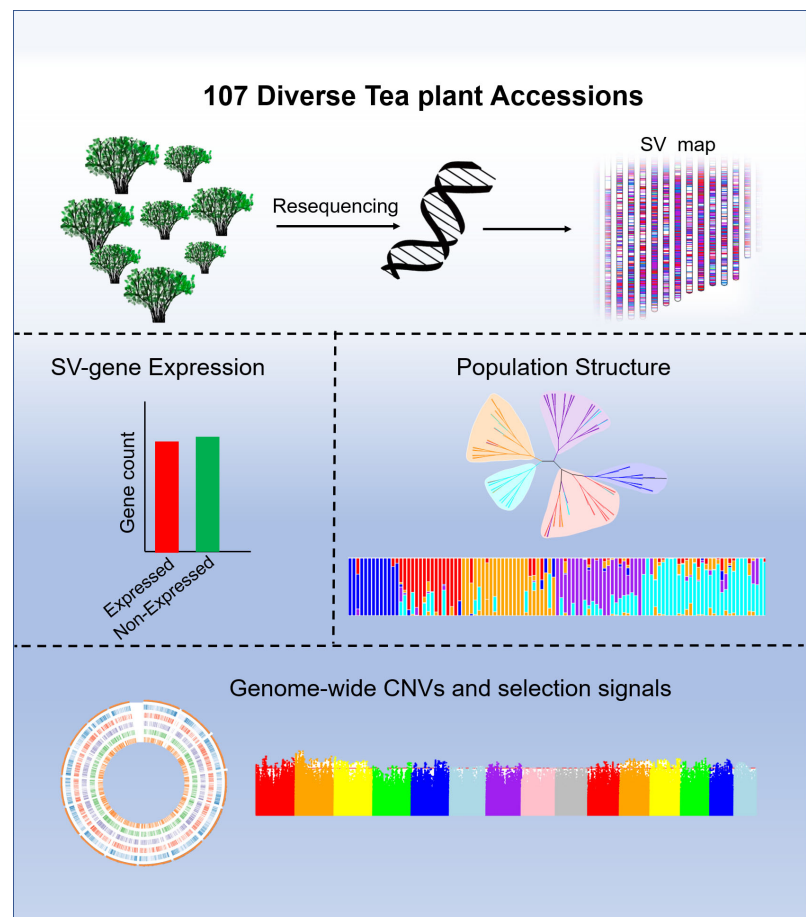 107 Diverse Tea plant Accessions
SV map
Resequencing
SV-gene Expression
Population Structure
Gene count
Expressed
Non-Expressed
Genome-wide CNVs and selection signals